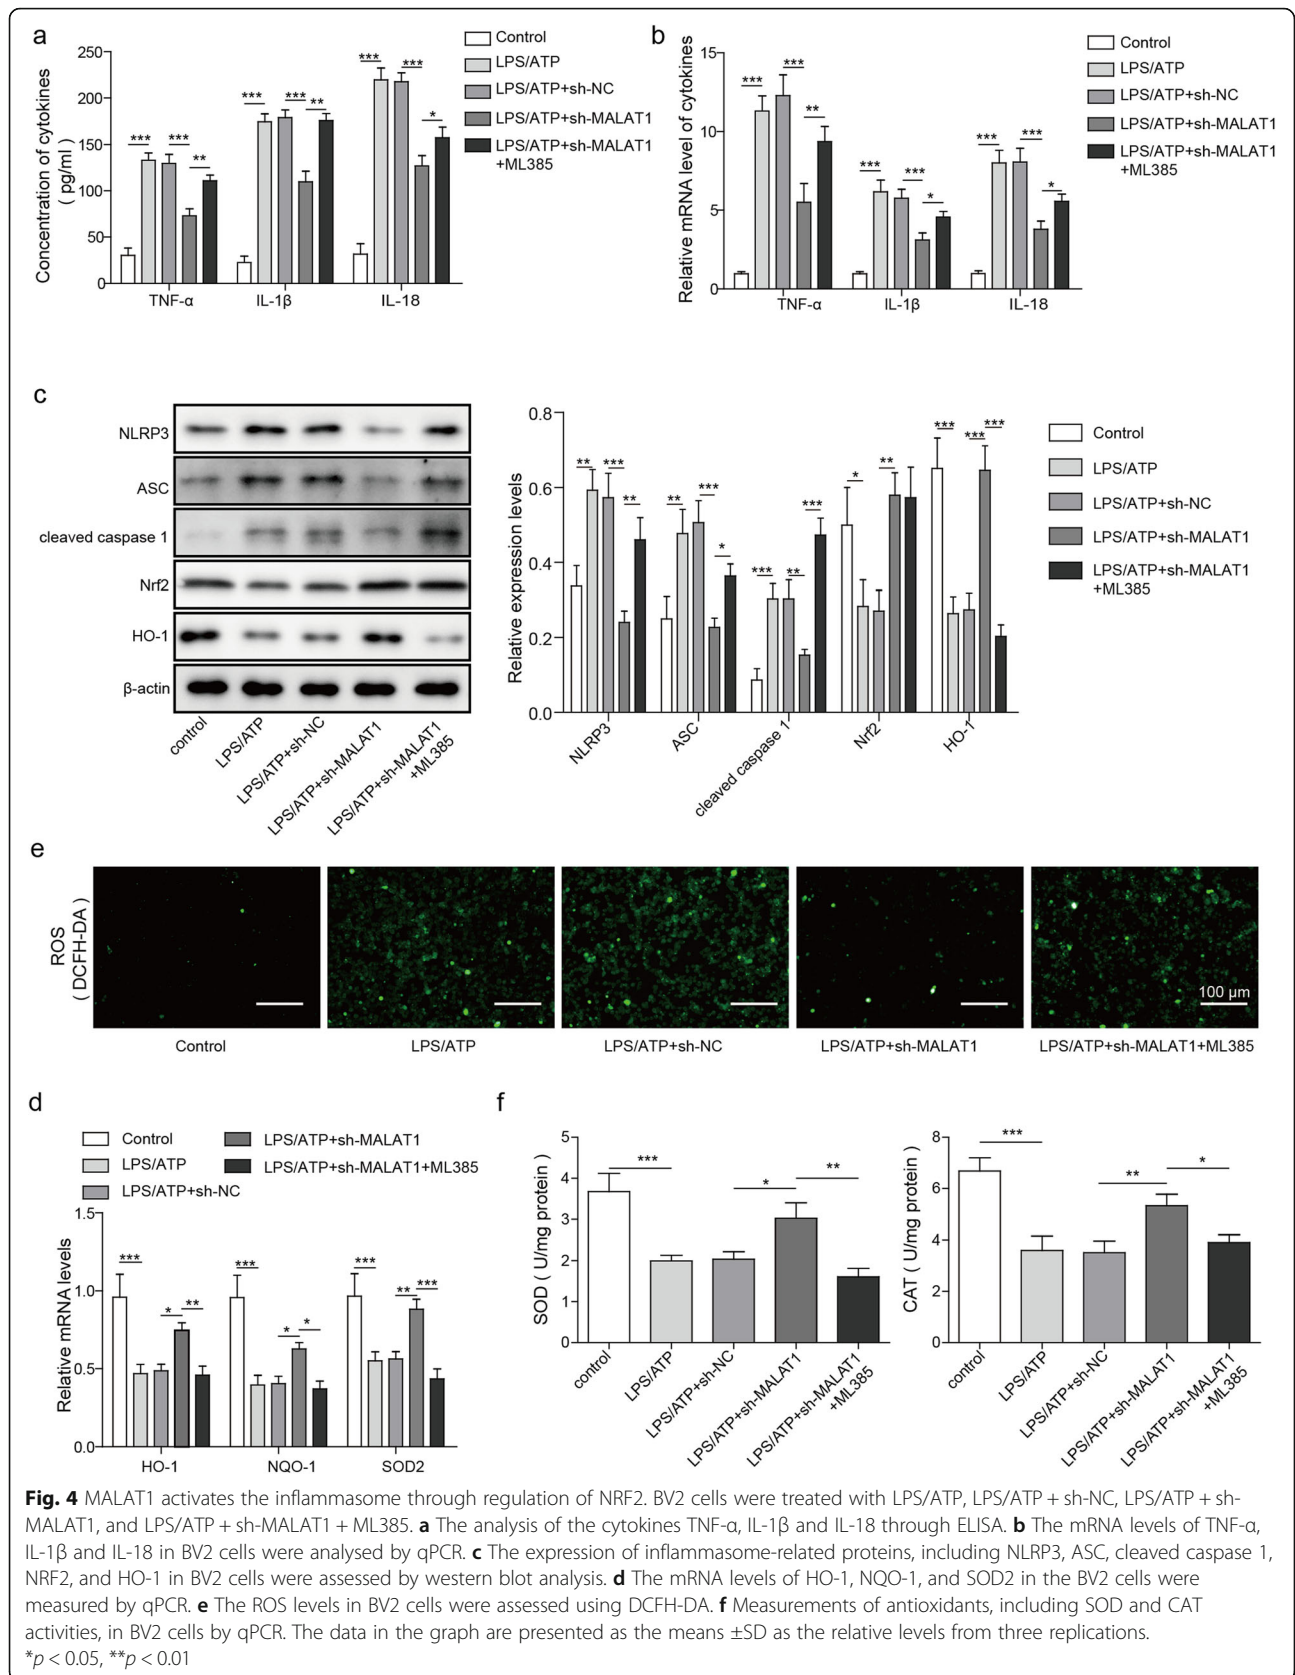 a
Concentration of cytokines
( pg/ml )
250
200
150
100
50
0
*** *** **
*** *** **
*** *** *
TNF-α IL-1β IL-18
Control
LPS/ATP
LPS/ATP+sh-NC
LPS/ATP+sh-MALAT1
LPS/ATP+sh-MALAT1
+ML385
b
Relative mRNA level of cytokines
15
10
5
0
*** *** **
*** *** *
*** *** *
TNF-α IL-1β IL-18
Control
LPS/ATP
LPS/ATP+sh-NC
LPS/ATP+sh-MALAT1
LPS/ATP+sh-MALAT1
+ML385
c
NLRP3
ASC
cleaved caspase 1
Nrf2
HO-1
β-actin
control
LPS/ATP
LPS/ATP+sh-NC
LPS/ATP+sh-MALAT1
LPS/ATP+sh-MALAT1
+ML385
Relative expression levels
0.8
0.6
0.4
0.2
0.0
** *** **
** *** *
*** ** ***
* **
*** *** ***
NLRP3
ASC
cleaved caspase 1
Nrf2
HO-1
Control
LPS/ATP
LPS/ATP+sh-NC
LPS/ATP+sh-MALAT1
LPS/ATP+sh-MALAT1
+ML385
e
ROS
( DCFH-DA )
100 µm
Control LPS/ATP LPS/ATP+sh-NC LPS/ATP+sh-MALAT1 LPS/ATP+sh-MALAT1+ML385
d
Control
LPS/ATP
LPS/ATP+sh-NC
LPS/ATP+sh-MALAT1
LPS/ATP+sh-MALAT1+ML385
Relative mRNA levels
1.5
1.0
0.5
0.0
*** * **
*** * *
*** ** ***
HO-1 NQO-1 SOD2
f
SOD ( U/mg protein )
5
4
3
2
1
0
*** * **
control
LPS/ATP
LPS/ATP+sh-NC
LPS/ATP+sh-MALAT1
LPS/ATP+sh-MALAT1
+ML385
CAT ( U/mg protein )
8
6
4
2
0
*** ** *
control
LPS/ATP
LPS/ATP+sh-NC
LPS/ATP+sh-MALAT1
LPS/ATP+sh-MALAT1
+ML385
Fig. 4 MALAT1 activates the inflammasome through regulation of NRF2. BV2 cells were treated with LPS/ATP, LPS/ATP + sh-NC, LPS/ATP + sh-
MALAT1, and LPS/ATP + sh-MALAT1 + ML385. a The analysis of the cytokines TNF-α, IL-1β and IL-18 through ELISA. b The mRNA levels of TNF-α,
IL-1β and IL-18 in BV2 cells were analysed by qPCR. c The expression of inflammasome-related proteins, including NLRP3, ASC, cleaved caspase 1,
NRF2, and HO-1 in BV2 cells were assessed by western blot analysis. d The mRNA levels of HO-1, NQO-1, and SOD2 in the BV2 cells were
measured by qPCR. e The ROS levels in BV2 cells were assessed using DCFH-DA. f Measurements of antioxidants, including SOD and CAT
activities, in BV2 cells by qPCR. The data in the graph are presented as the means ±SD as the relative levels from three replications.
*p < 0.05, **p < 0.01